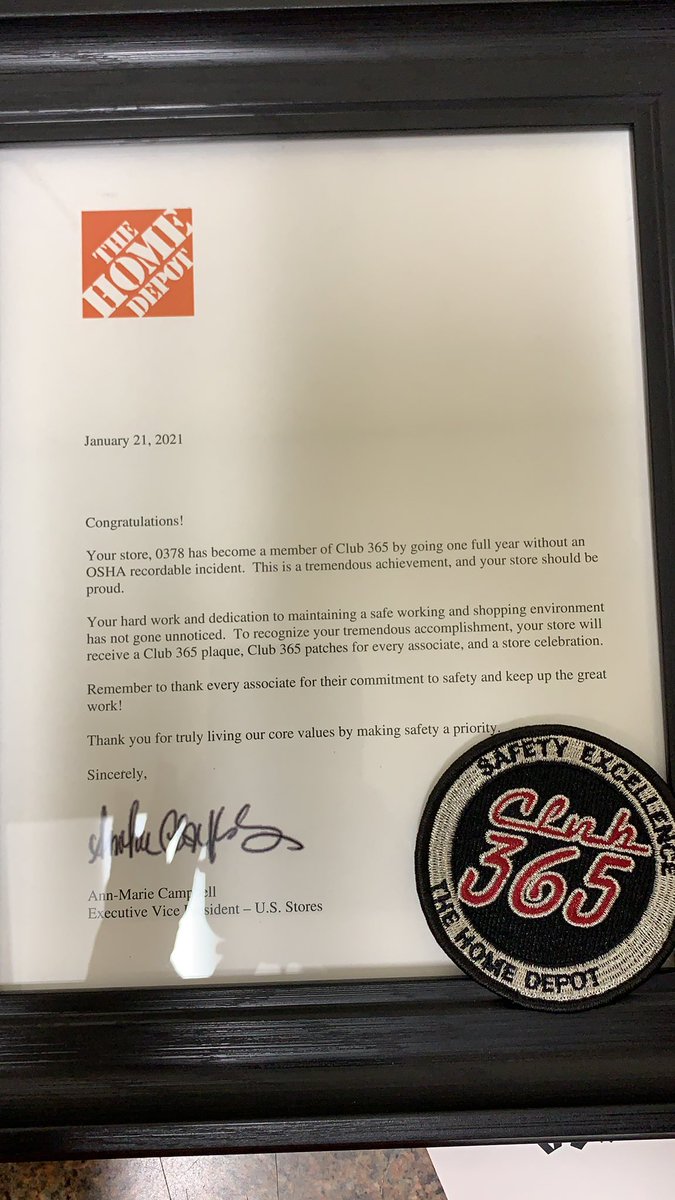 THE
HOME
DEPOT
January 21, 2021
Congratulations!
Your store, 0378 has become a member of Club 365 by going one full year without an
OSHA recordable incident. This is a tremendous achievement, and your store should be
proud.
Your hard work and dedication to maintaining a safe working and shopping environment
has not gone unnoticed. To recognize your tremendous accomplishment, your store will
receive a Club 365 plaque, Club 365 patches for every associate, and a store celebration.
Remember to thank every associate for their commitment to safety and keep up the great
work!
Thank you for truly living our core values by making safety a priority.
Sincerely,
Ann-Marie Campbell
Executive Vice President – U.S. Stores
SAFETY EXCELLENCE
Club
365
THE HOME DEPOT